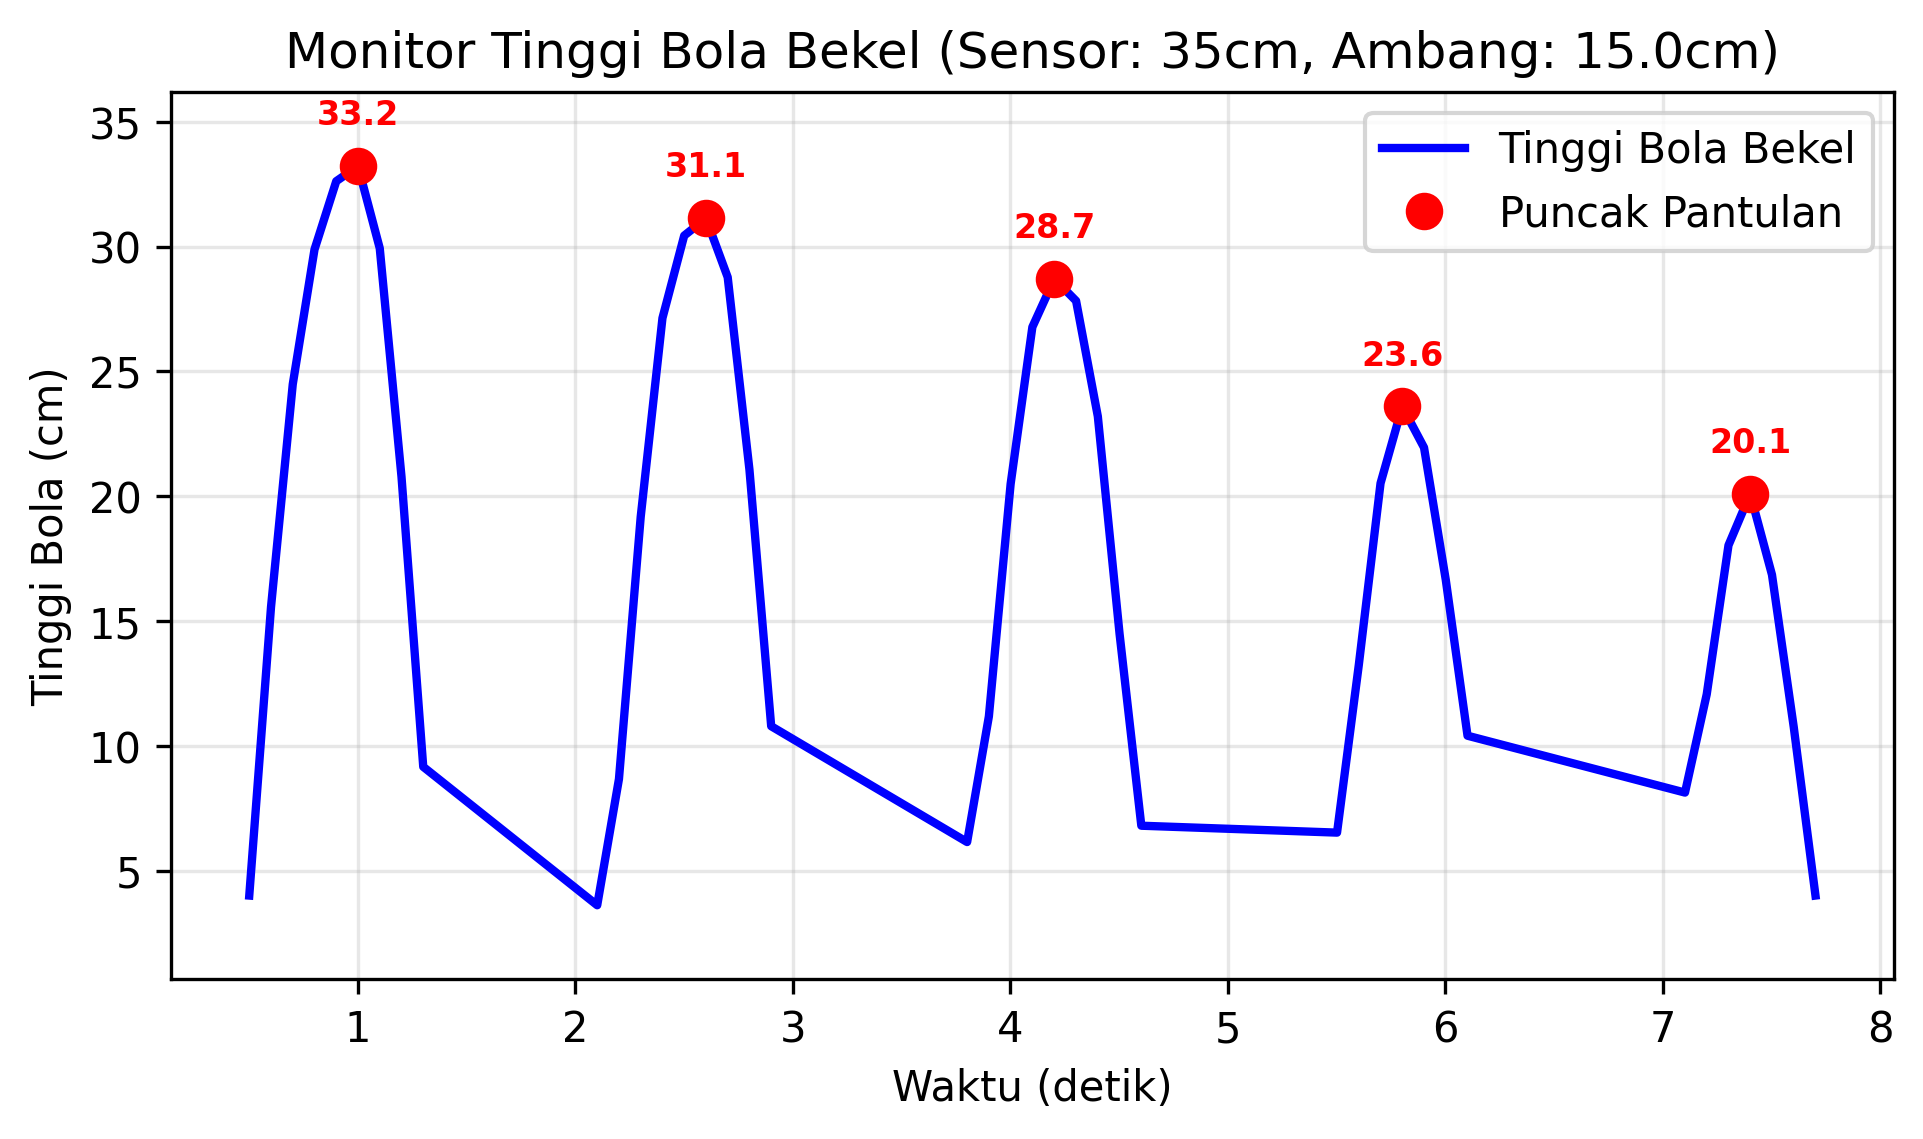 Monitor Tinggi Bola Bekel (Sensor: 35cm, Ambang: 15.0cm)
Tinggi Bola Bekel
Puncak Pantulan
33.2
31.1
28.7
23.6
20.1
Tinggi Bola (cm)
35
30
25
20
15
10
5
1 2 3 4 5 6 7 8
Waktu (detik)